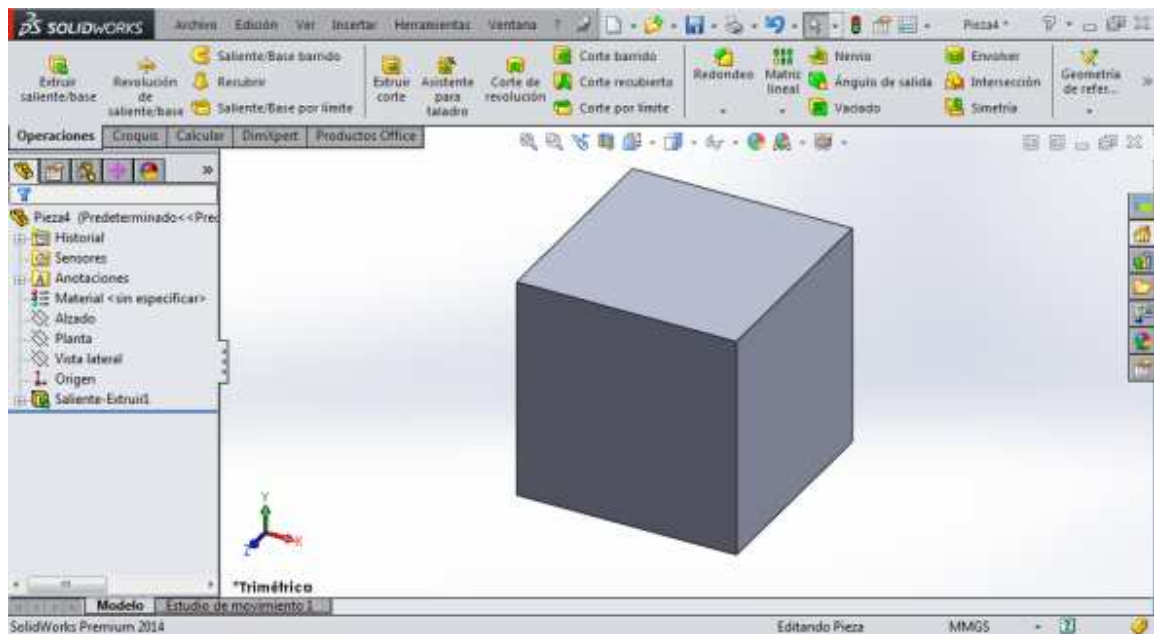 SOLIDWORKS
Archivo Edición Ver Insertar Herramientas Ventana ?
Pieza4 *
Extruir saliente/base
Revolución de saliente/base
Saliente/Base barrido
Recubrir
Saliente/Base por límite
Extruir corte
Asistente para taladro
Corte de revolución
Corte barrido
Corte recubierto
Corte por límite
Redondeo
Matriz lineal
Nervio
Ángulo de salida
Vaciado
Envolver
Intersección
Simetría
Geometría de refer...
Operaciones Croquis Calcular DimXpert Productos Office
Pieza4 (Predeterminado<<Pred
Historial
Sensores
A Anotaciones
Material <sin especificar>
Alzado
Planta
Vista lateral
Origen
Saliente-Extruir1
Y
X
Z
*Trimétrica
Modelo Estudio de movimiento 1
SolidWorks Premium 2014
Editando Pieza MMGS